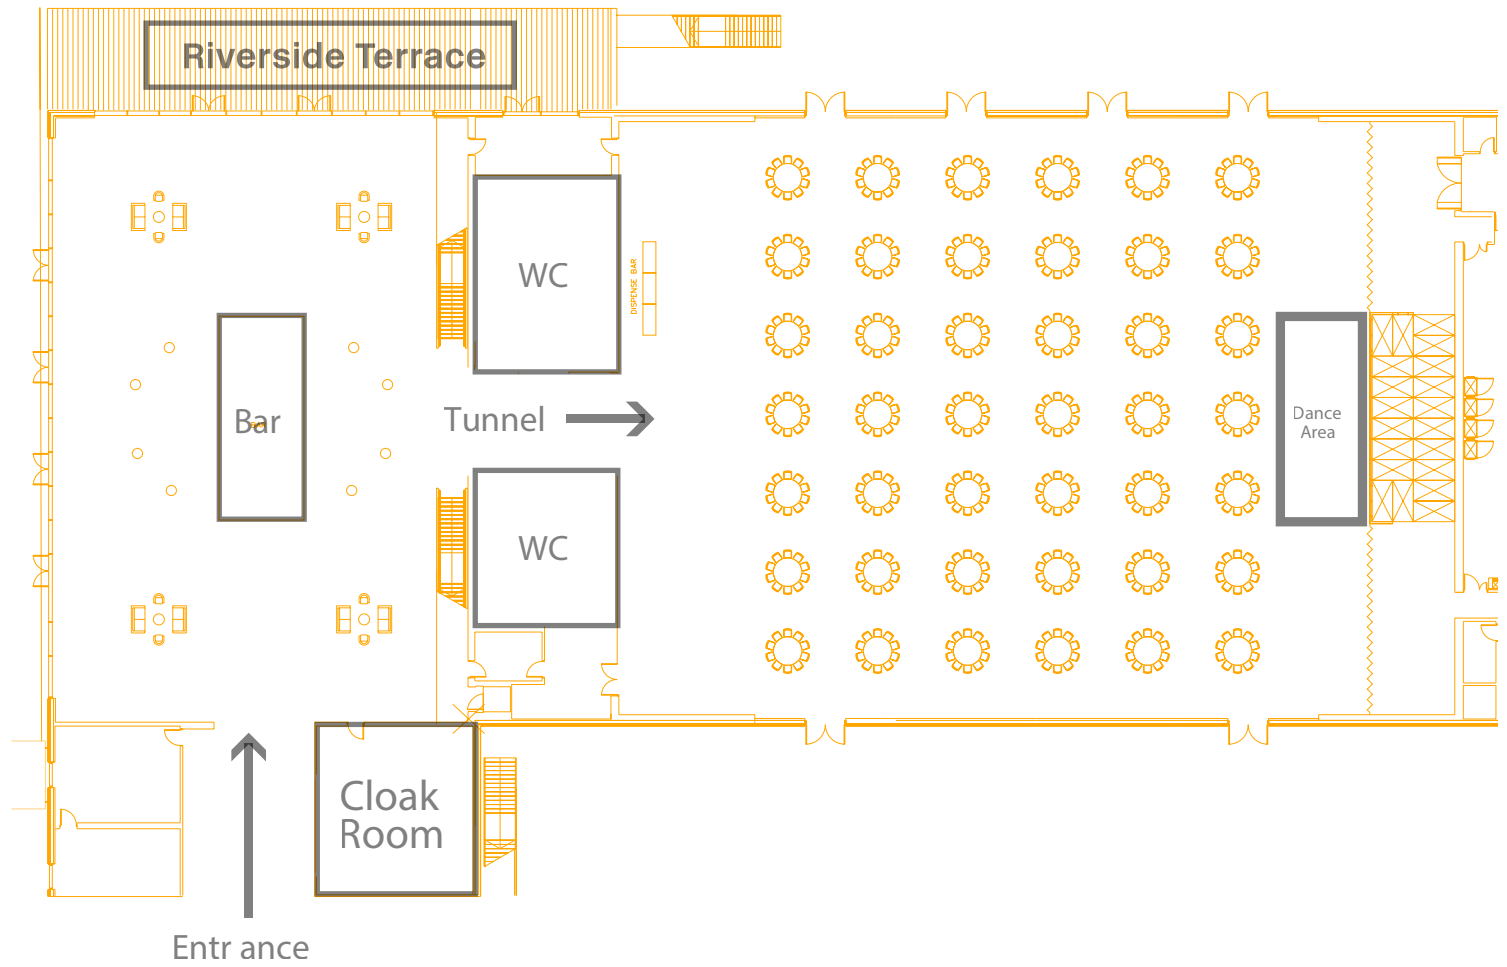 Riverside Terrace
WC
DISPENSE BAR
Bar
Tunnel
Dance
Area
WC
Cloak
Room
Entr ance